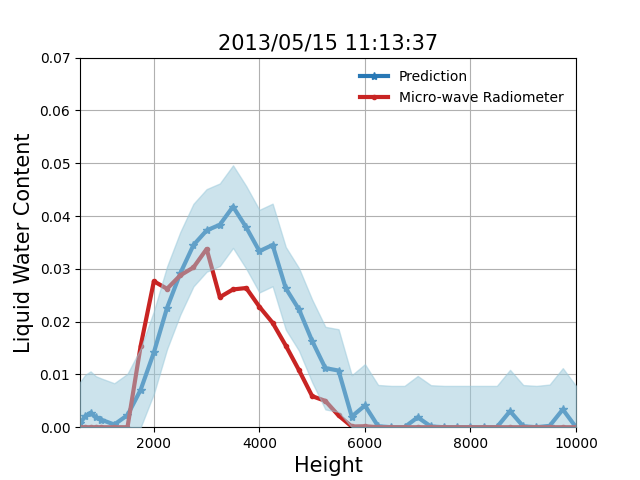 2013/05/15 11:13:37
Prediction
Micro-wave Radiometer
Liquid Water Content
0.07
0.06
0.05
0.04
0.03
0.02
0.01
0.00
2000 4000 6000 8000 10000
Height